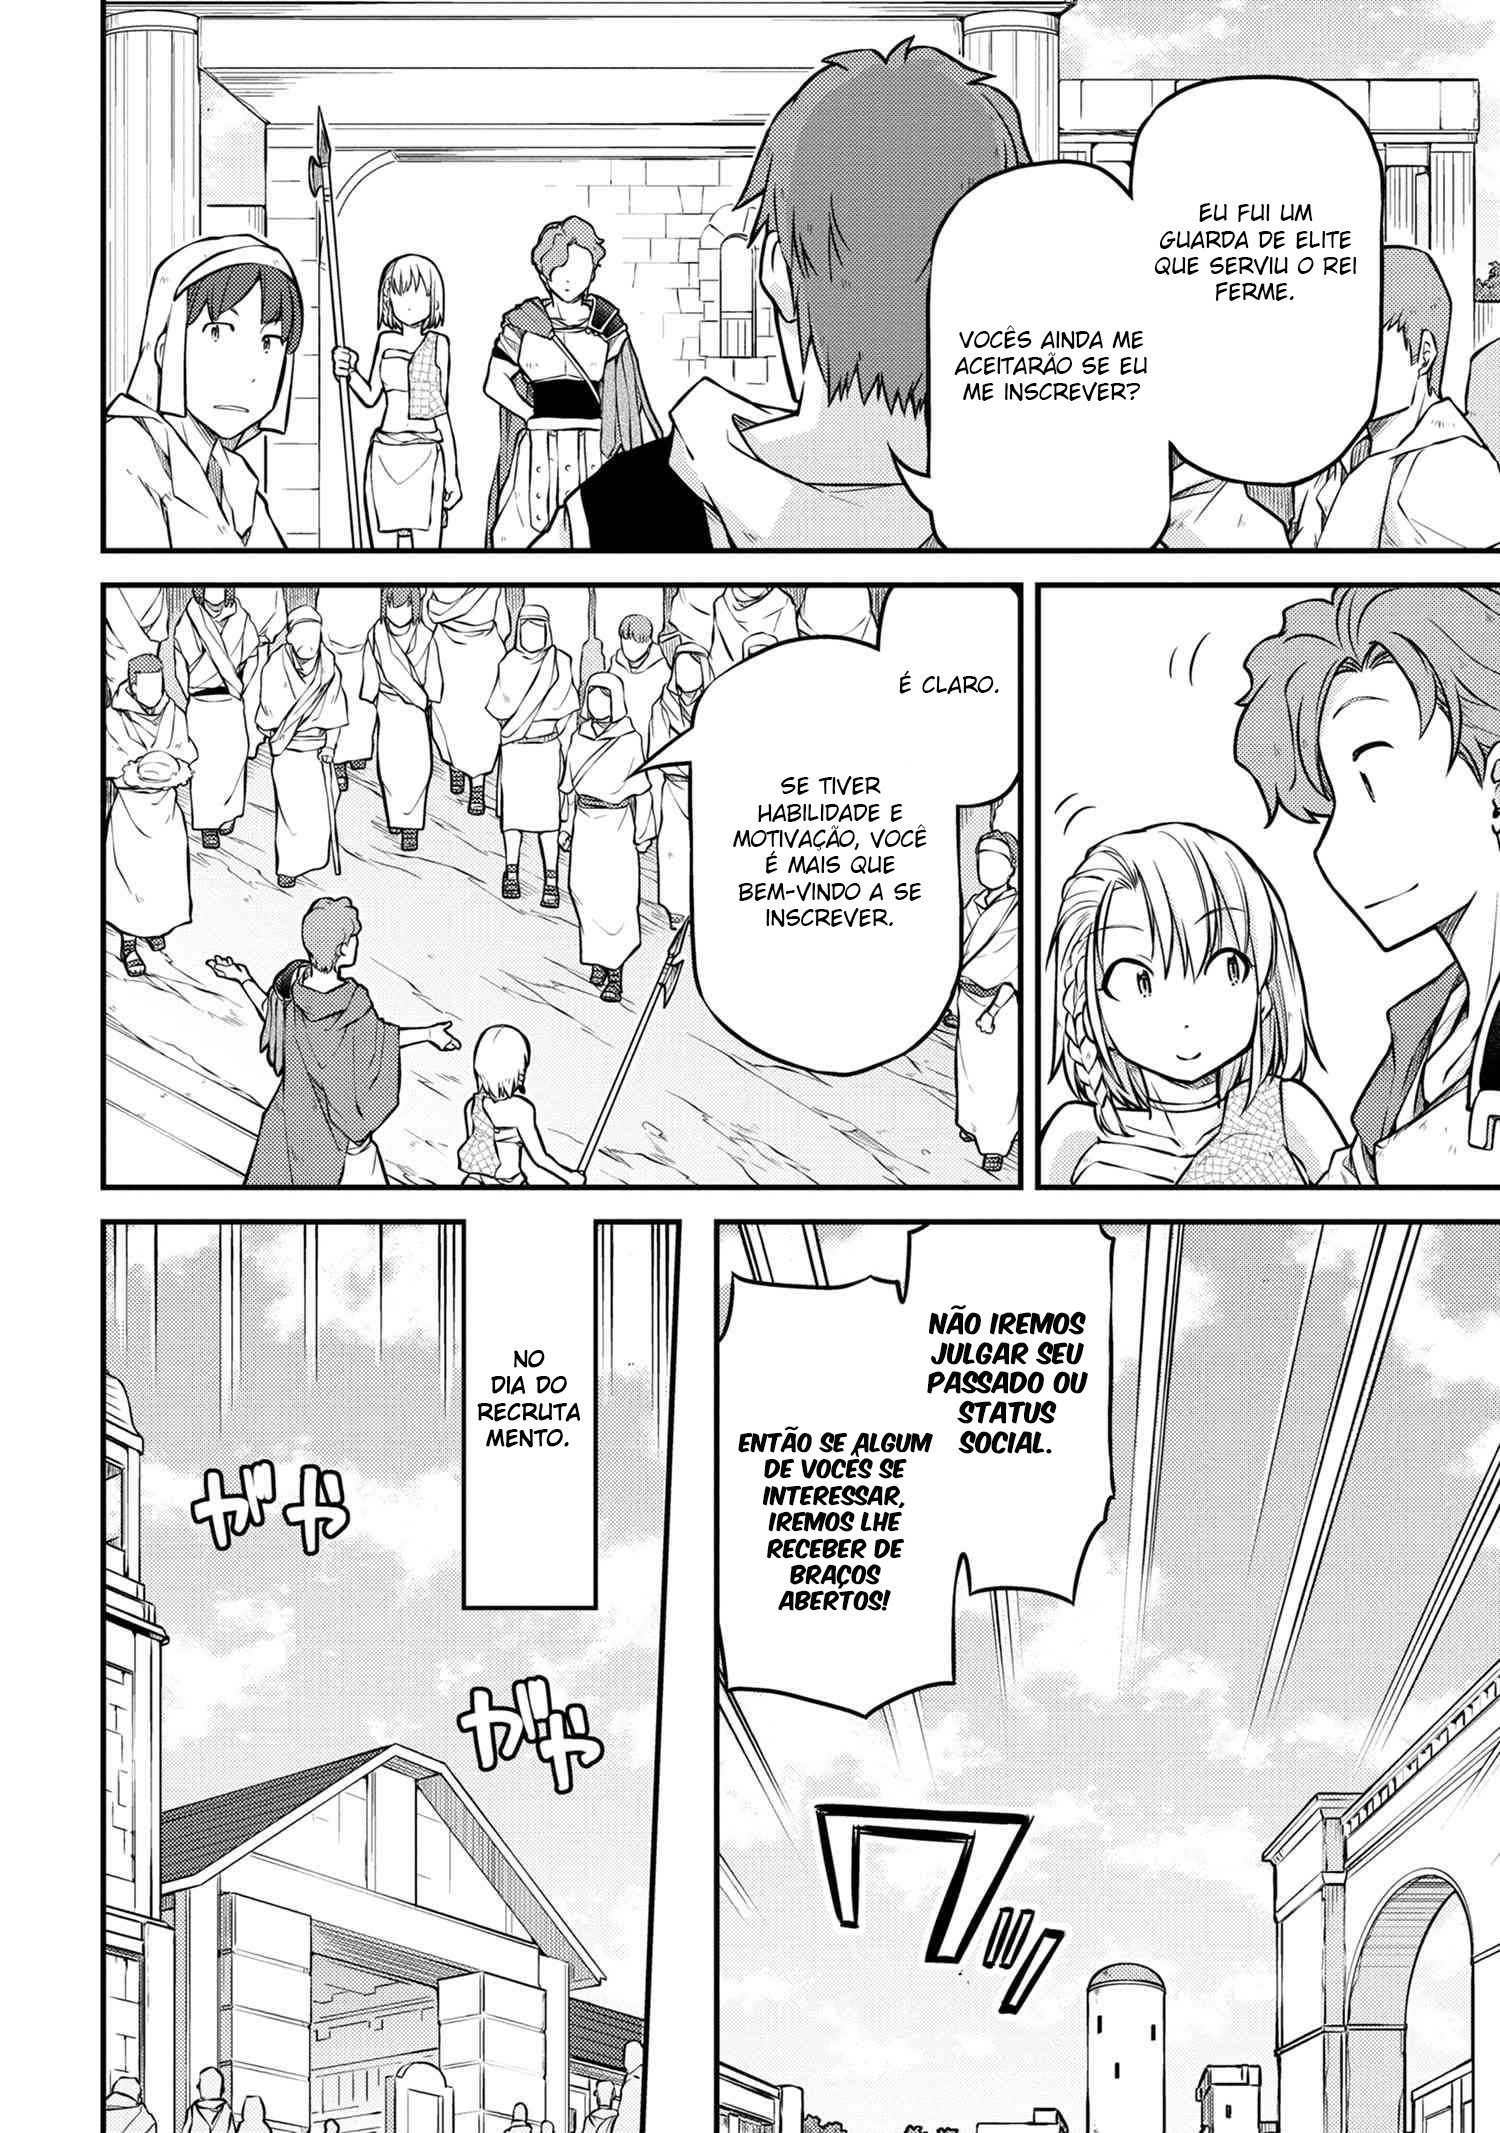 EU FUI UM
GUARDA DE ELITE
QUE SERVIU O REI
FERME.
VOCÊS AINDA ME
ACEITARÃO SE EU
ME INSCREVER?
É CLARO.
SE TIVER
HABILIDADE E
MOTIVAÇÃO, VOCÊ
É MAIS QUE
BEM-VINDO A SE
INSCREVER.
NÃO IREMOS
JULGAR SEU
PASSADO OU
STATUS
SOCIAL.
ENTÃO SE ALGUM
DE VOCÊS SE
INTERESSAR,
IREMOS LHE
RECEBER DE
BRAÇOS
ABERTOS!
ワッ
NO
DIA DO
RECRUTA
MENTO.
ガヤ
ガヤ